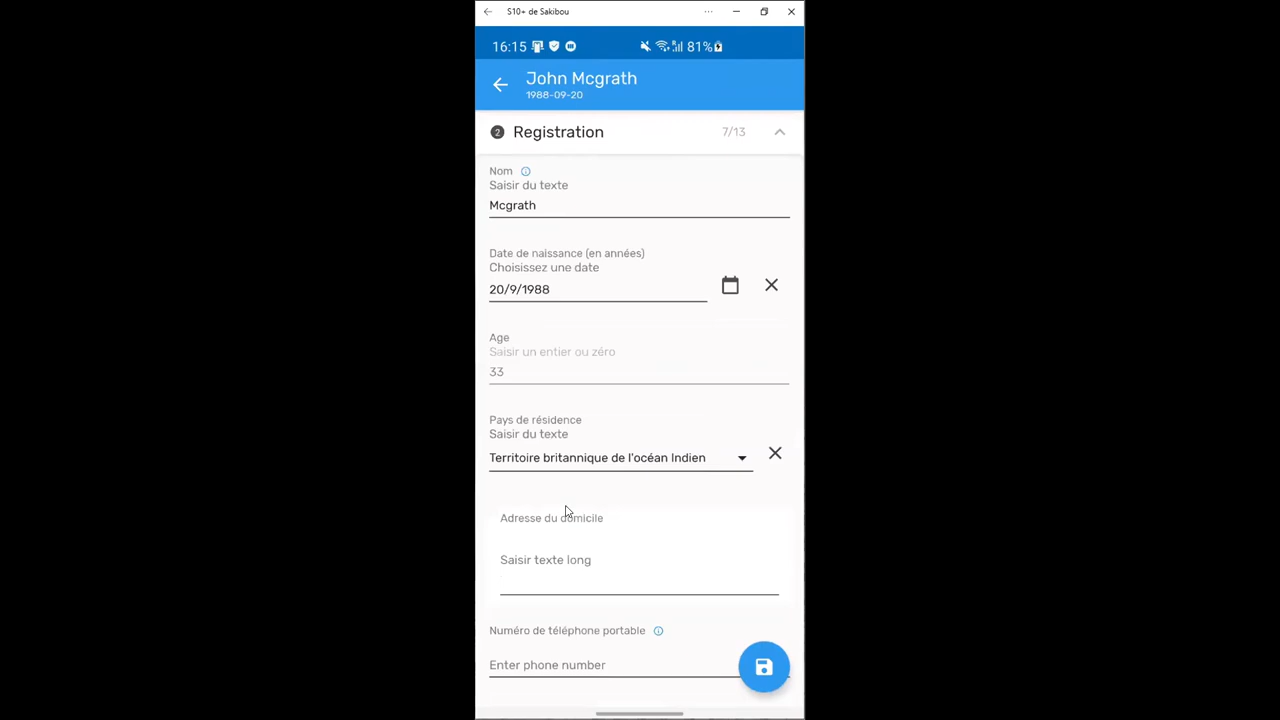 S10+ de Sakibou
16:15 81%
John Mcgrath
1988-09-20
2 Registration 7/13
Nom
Saisir du texte
Mcgrath
Date de naissance (en années)
Choisissez une date
20/9/1988
Age
Saisir un entier ou zéro
33
Pays de résidence
Saisir du texte
Territoire britannique de l'océan Indien
Adresse du domicile
Saisir texte long
Numéro de téléphone portable
Enter phone number